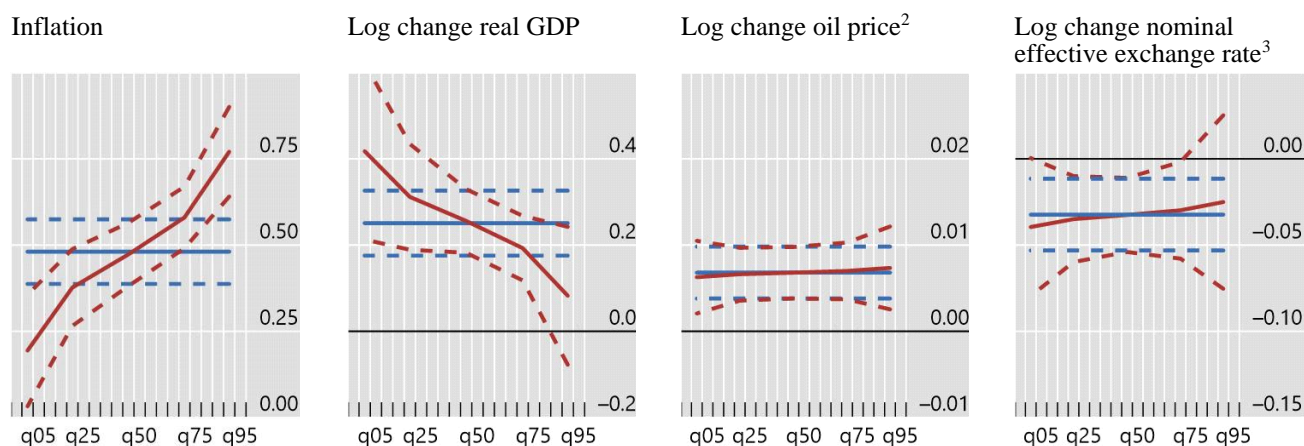 Inflation
0.75
0.50
0.25
0.00
q05 q25 q50 q75 q95
Log change real GDP
0.4
0.2
0.0
−0.2
q05 q25 q50 q75 q95
Log change oil price²
0.02
0.01
0.00
−0.01
q05 q25 q50 q75 q95
Log change nominal
effective exchange rate³
0.00
−0.05
−0.10
−0.15
q05 q25 q50 q75 q95